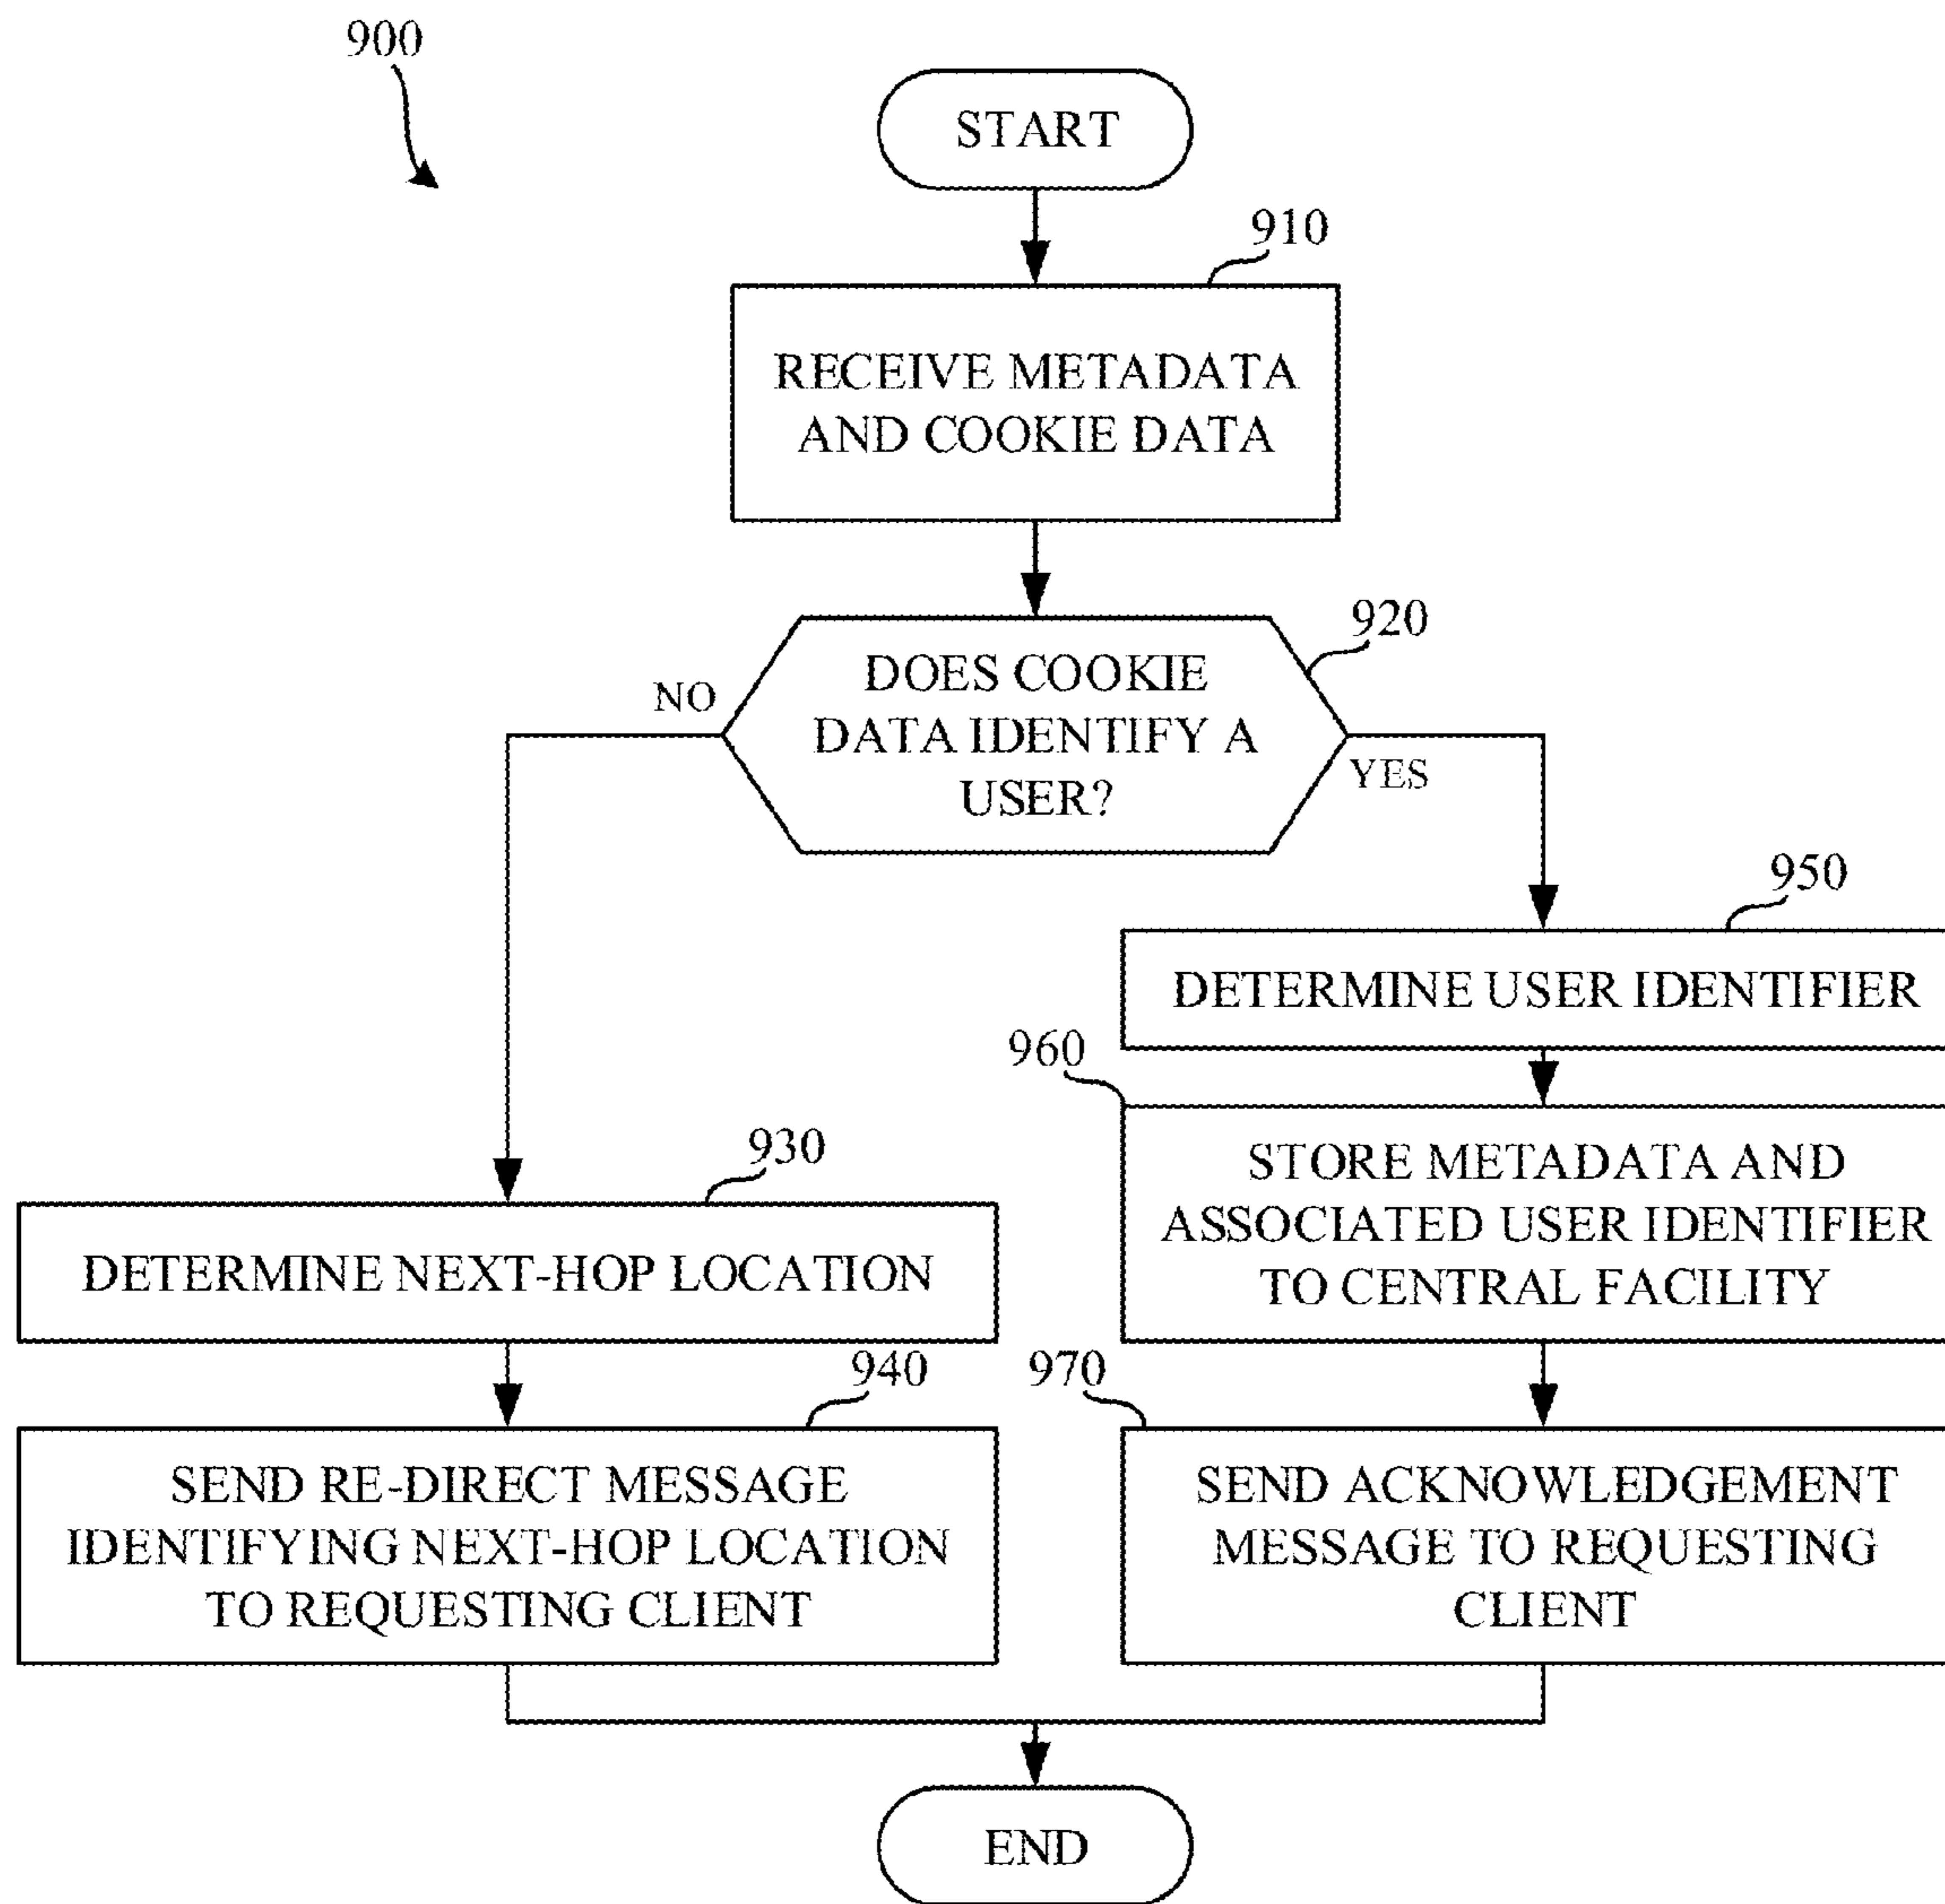 900
START
910
RECEIVE METADATA
AND COOKIE DATA
920
DOES COOKIE
DATA IDENTIFY A
USER?
NO
YES
950
DETERMINE USER IDENTIFIER
960
STORE METADATA AND
ASSOCIATED USER IDENTIFIER
TO CENTRAL FACILITY
930
DETERMINE NEXT-HOP LOCATION
940
SEND RE-DIRECT MESSAGE
IDENTIFYING NEXT-HOP LOCATION
TO REQUESTING CLIENT
970
SEND ACKNOWLEDGEMENT
MESSAGE TO REQUESTING
CLIENT
END